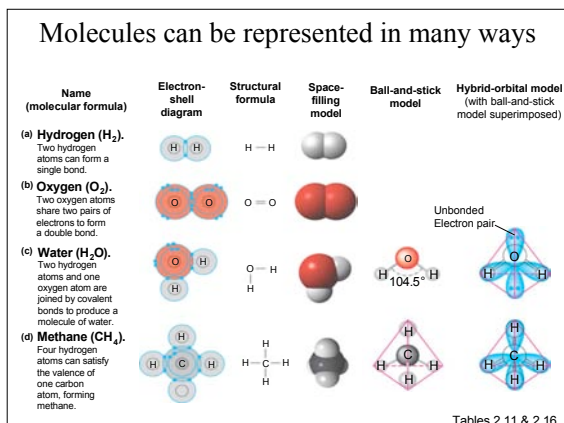 Molecules can be represented in many ways
Name
(molecular formula)
Electron-
shell
diagram
Structural
formula
Space-
filling
model
Ball-and-stick
model
Hybrid-orbital model
(with ball-and-stick
model superimposed)
(a) Hydrogen (H2).
Two hydrogen
atoms can form a
single bond.
H H
H H
(b) Oxygen (O2).
Two oxygen atoms
share two pairs of
electrons to form
a double bond.
O O
O O
Unbonded
Electron pair
(c) Water (H2O).
Two hydrogen
atoms and one
oxygen atom are
joined by covalent
bonds to produce a
molecule of water.
O H
H
O H
H
O
H H
104.5°
O
H H
(d) Methane (CH4).
Four hydrogen
atoms can satisfy
the valence of
one carbon
atom, forming
methane.
H
H C H
H
H C H
H
H
H C H
H
H
H C H
H
Tables 2.11 & 2.16